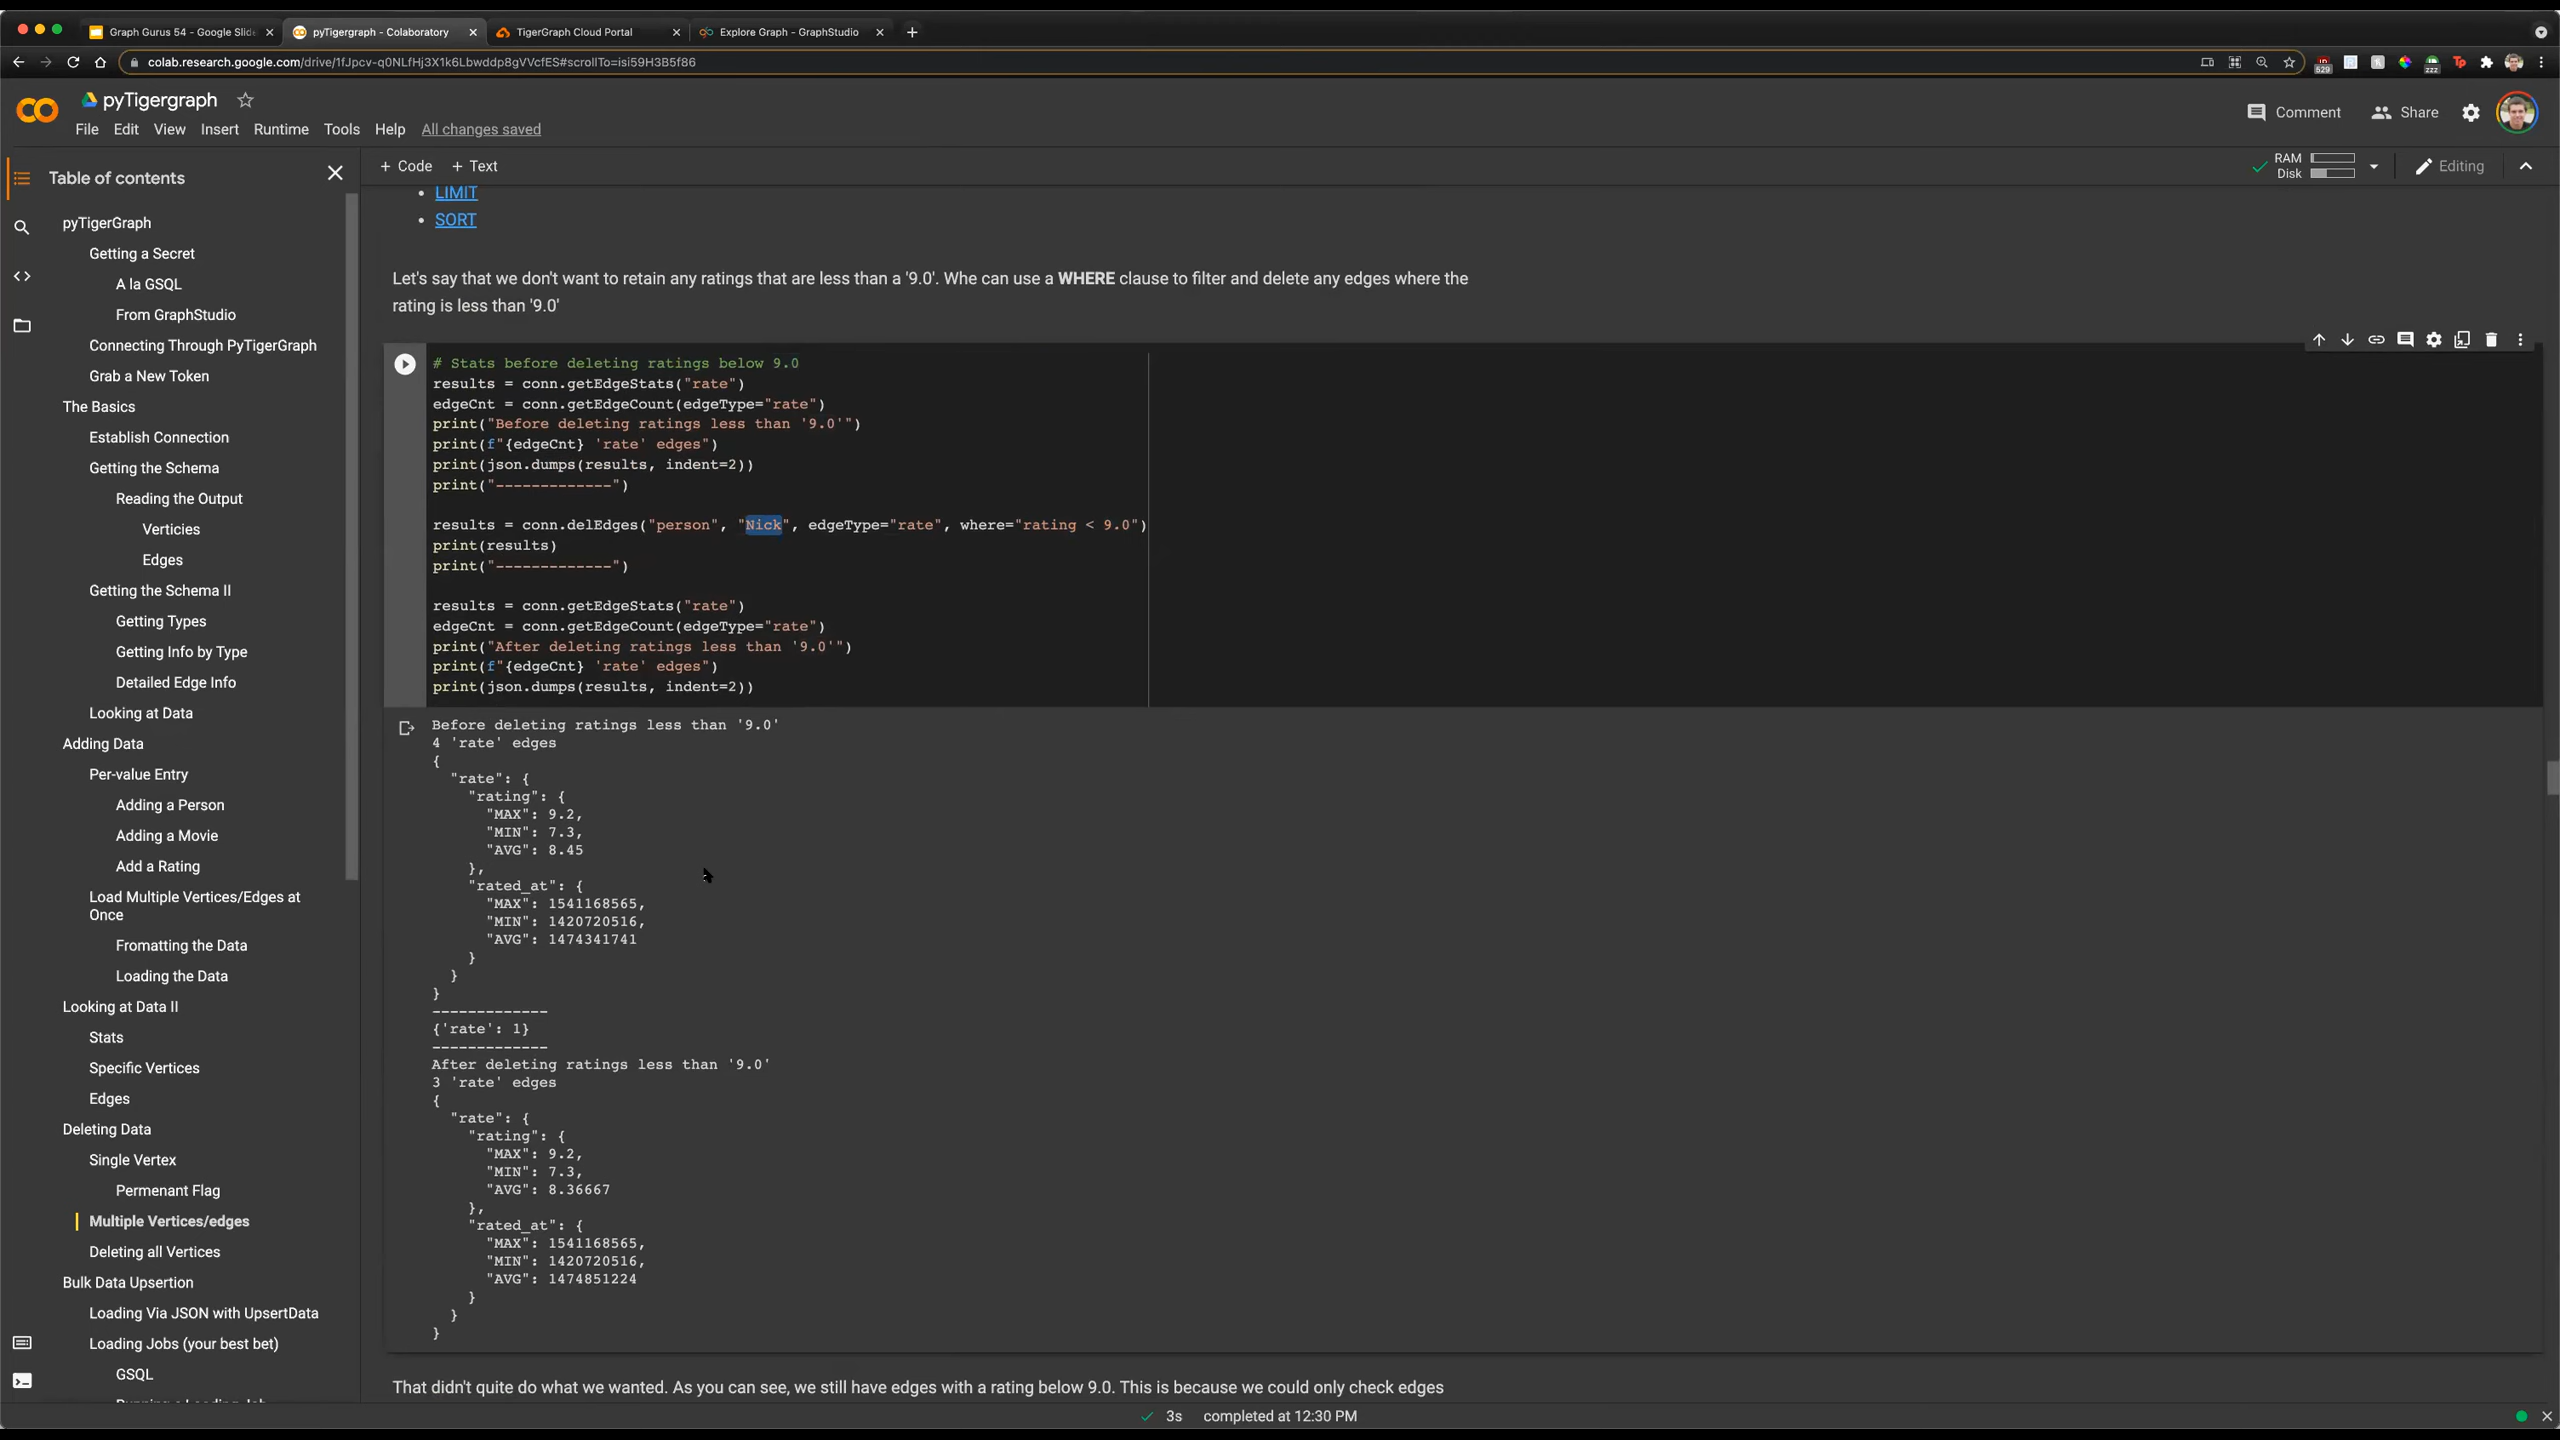 Graph Gurus 54 - Google Slide
pyTigergraph - Colaboratory
TigerGraph Cloud Portal
Explore Graph - GraphStudio
colab.research.google.com/drive/1fJpcv-q0NLfHj3X1k6Lbwddp8gVVcfES#scrollTo=isi59H3B5f86
pyTigergraph
File Edit View Insert Runtime Tools Help All changes saved
Comment Share
Table of contents
+ Code + Text
RAM
Disk
Editing
pyTigerGraph
Getting a Secret
A la GSQL
From GraphStudio
Connecting Through PyTigerGraph
Grab a New Token
The Basics
Establish Connection
Getting the Schema
Reading the Output
Verticies
Edges
Getting the Schema II
Getting Types
Getting Info by Type
Detailed Edge Info
Looking at Data
Adding Data
Per-value Entry
Adding a Person
Adding a Movie
Add a Rating
Load Multiple Vertices/Edges at
Once
Fromatting the Data
Loading the Data
Looking at Data II
Stats
Specific Vertices
Edges
Deleting Data
Single Vertex
Permenant Flag
Multiple Vertices/edges
Deleting all Vertices
Bulk Data Upsertion
Loading Via JSON with UpsertData
Loading Jobs (your best bet)
GSQL
• LIMIT
• SORT
Let's say that we don't want to retain any ratings that are less than a '9.0'. Whe can use a WHERE clause to filter and delete any edges where the
rating is less than '9.0'
# Stats before deleting ratings below 9.0
results = conn.getEdgeStats("rate")
edgeCnt = conn.getEdgeCount(edgeType="rate")
print("Before deleting ratings less than '9.0'")
print(f"{edgeCnt} 'rate' edges")
print(json.dumps(results, indent=2))
print("-------------")
results = conn.delEdges("person", "Nick", edgeType="rate", where="rating < 9.0")
print(results)
print("-------------")
results = conn.getEdgeStats("rate")
edgeCnt = conn.getEdgeCount(edgeType="rate")
print("After deleting ratings less than '9.0'")
print(f"{edgeCnt} 'rate' edges")
print(json.dumps(results, indent=2))
Before deleting ratings less than '9.0'
4 'rate' edges
{
"rate": {
"rating": {
"MAX": 9.2,
"MIN": 7.3,
"AVG": 8.45
},
"rated_at": {
"MAX": 1541168565,
"MIN": 1420720516,
"AVG": 1474341741
}
}
}
-------------
{'rate': 1}
-------------
After deleting ratings less than '9.0'
3 'rate' edges
{
"rate": {
"rating": {
"MAX": 9.2,
"MIN": 7.3,
"AVG": 8.36667
},
"rated_at": {
"MAX": 1541168565,
"MIN": 1420720516,
"AVG": 1474851224
}
}
}
That didn't quite do what we wanted. As you can see, we still have edges with a rating below 9.0. This is because we could only check edges
3s completed at 12:30 PM